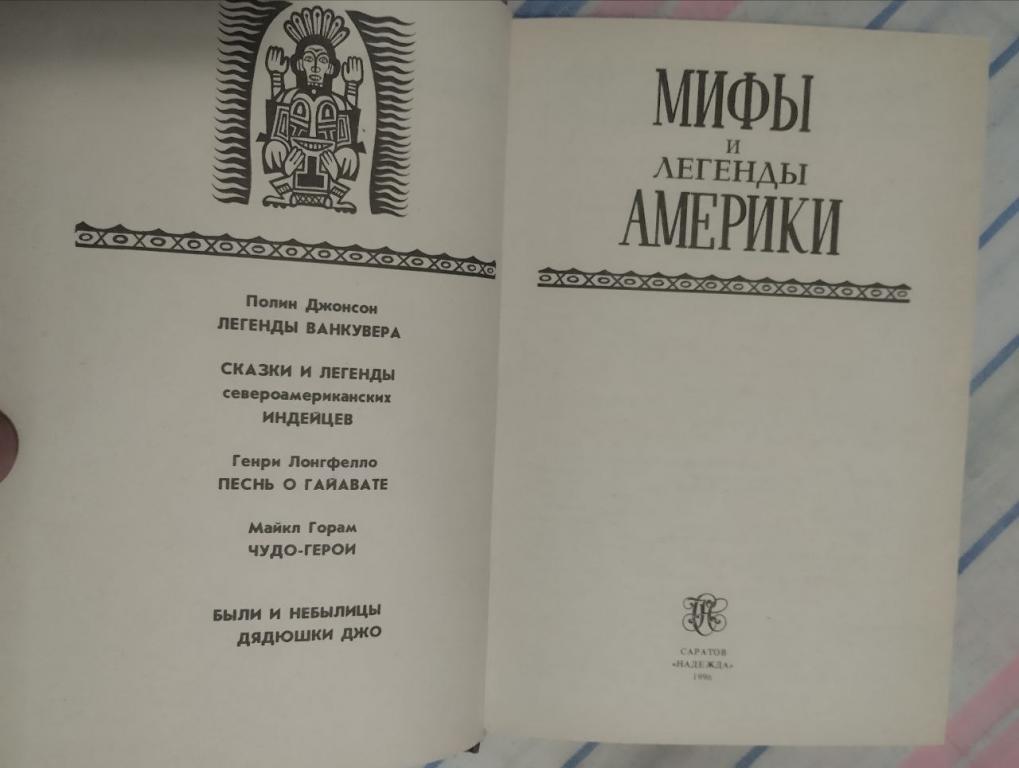 Полин Джонсон
ЛЕГЕНДЫ ВАНКУВЕРА
СКАЗКИ И ЛЕГЕНДЫ
североамериканских
ИНДЕЙЦЕВ
Генри Лонгфелло
ПЕСНЬ О ГАЙАВАТЕ
Майкл Горам
ЧУДО-ГЕРОИ
БЫЛИ И НЕБЫЛИЦЫ
ДЯДЮШКИ ДЖО
МИФЫ
И
ЛЕГЕНДЫ
АМЕРИКИ
САРАТОВ
«НАДЕЖДА»
1996